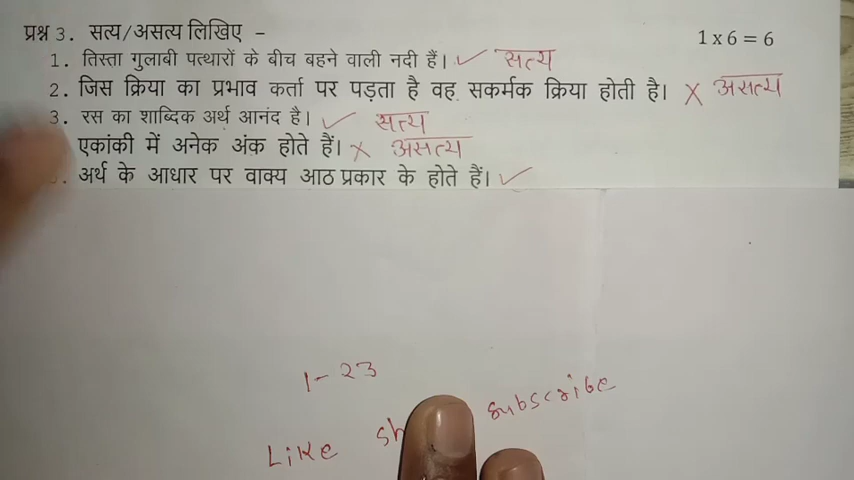 प्रश्न 3. सत्य/असत्य लिखिए - 1 x 6 = 6
1. तिस्ता गुलाबी पत्थारों के बीच बहने वाली नदी हैं। ✓ सत्य
2. जिस क्रिया का प्रभाव कर्ता पर पड़ता है वह सकर्मक क्रिया होती है। X असत्य
3. रस का शाब्दिक अर्थ आनंद है। ✓ सत्य
एकांकी में अनेक अंक होते हैं। X असत्य
अर्थ के आधार पर वाक्य आठ प्रकार के होते हैं। ✓
1-23
Like subscribe